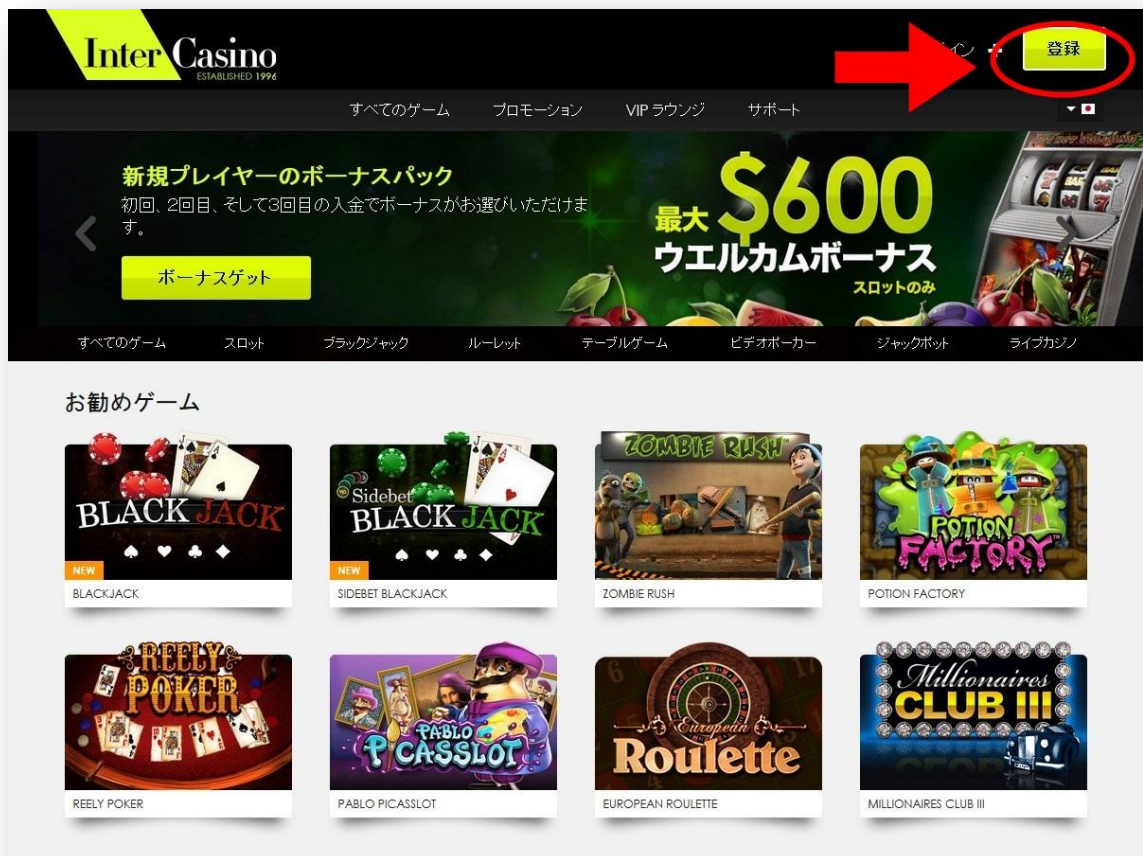 Inter Casino
ESTABLISHED 1996
イン
登録
すべてのゲーム プロモーション VIP ラウンジ サポート
新規プレイヤーのボーナスパック
初回、2回目、そして3回目の入金でボーナスがお選びいただけま
す。
ボーナスゲット
最大 $600
ウエルカムボーナス
スロットのみ
すべてのゲーム スロット ブラックジャック ルーレット テーブルゲーム ビデオポーカー ジャックポット ライブカジノ
お勧めゲーム
BLACK JACK
NEW
BLACKJACK
Sidebet
BLACK JACK
NEW
SIDEBET BLACKJACK
ZOMBIE RUSH
ZOMBIE RUSH
POTION
FACTORY
POTION FACTORY
REELY
POKER
REELY POKER
PABLO
PICASSLOT
PABLO PICASSLOT
European
Roulette
EUROPEAN ROULETTE
Millionaires
CLUB III
MILLIONAIRES CLUB III